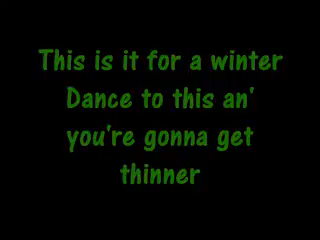 This is it for a winter
Dance to this an'
you're gonna get
thinner